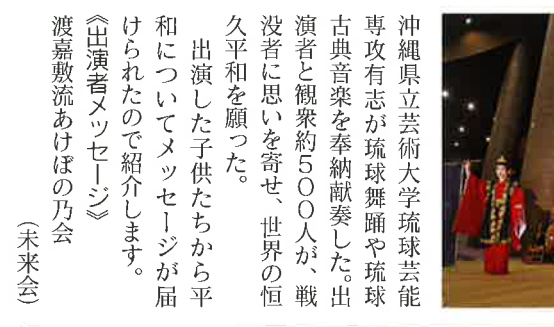 沖縄県立芸術大学琉球芸能
専攻有志が琉球舞踊や琉球
古典音楽を奉納献奏した。出
演者と観衆約500人が、戦
没者に思いを寄せ、世界の恒
久平和を願った。
出演した子供たちから平
和についてメッセージが届
けられたので紹介します。
《出演者メッセージ》
渡嘉敷流あけぼの乃会
(未来会)